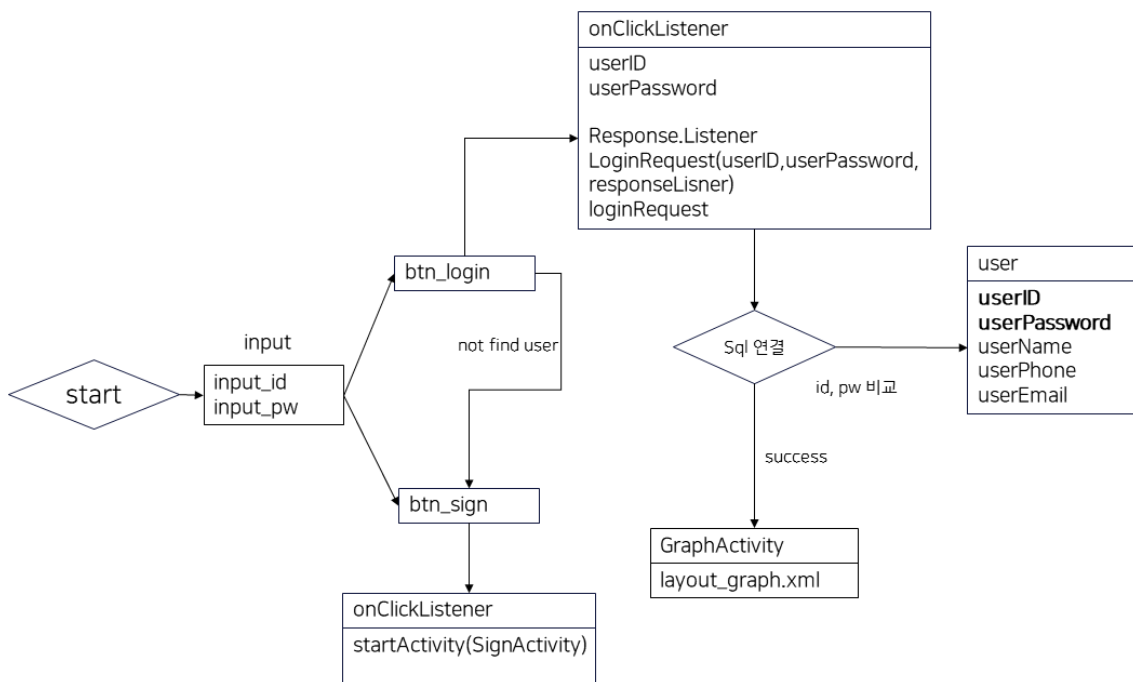 onClickListener
userID
userPassword
Response.Listener
LoginRequest(userID,userPassword,
responseLisner)
loginRequest
btn_login
not find user
user
userID
userPassword
userName
userPhone
userEmail
Sql 연결
id, pw 비교
input
start
input_id
input_pw
success
btn_sign
GraphActivity
layout_graph.xml
onClickListener
startActivity(SignActivity)